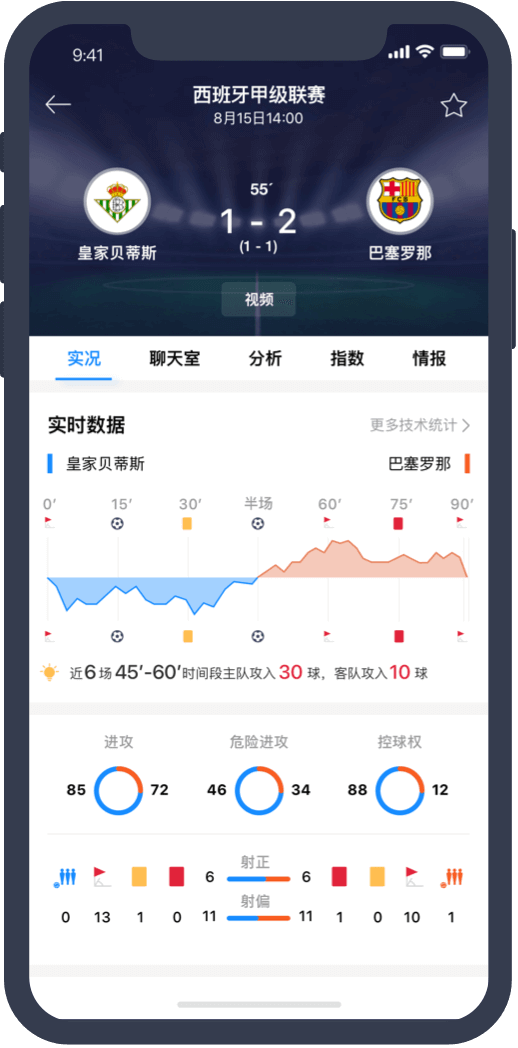 9:41
西班牙甲级联赛
8月15日14:00
55′
1 - 2
(1 - 1)
皇家贝蒂斯
巴塞罗那
视频
实况 聊天室 分析 指数 情报
实时数据
更多技术统计
皇家贝蒂斯
巴塞罗那
0′ 15′ 30′ 半场 60′ 75′ 90′
近6场45′-60′时间段主队攻入30球，客队攻入10球
进攻 危险进攻 控球权
85 72 46 34 88 12
射正
6 6
射偏
0 13 1 0 11 11 1 0 10 1